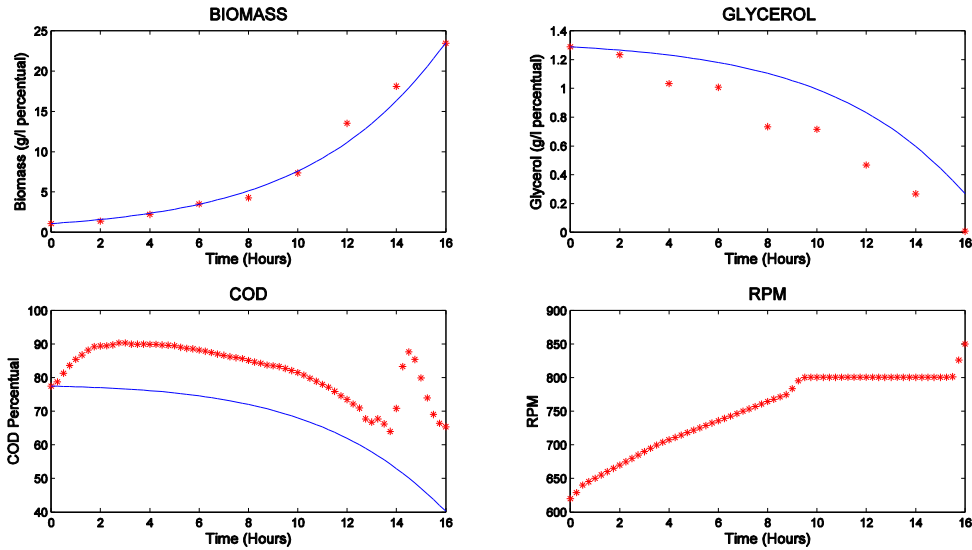 BIOMASS
25
20
15
10
5
0
Biomass (g/l percentual)
0 2 4 6 8 10 12 14 16
Time (Hours)
GLYCEROL
1.4
1.2
1
0.8
0.6
0.4
0.2
0
Glycerol (g/l percentual)
0 2 4 6 8 10 12 14 16
Time (Hours)
COD
100
90
80
70
60
50
40
COD Percentual
0 2 4 6 8 10 12 14 16
Time (Hours)
RPM
900
850
800
750
700
650
600
RPM
0 2 4 6 8 10 12 14 16
Time (Hours)